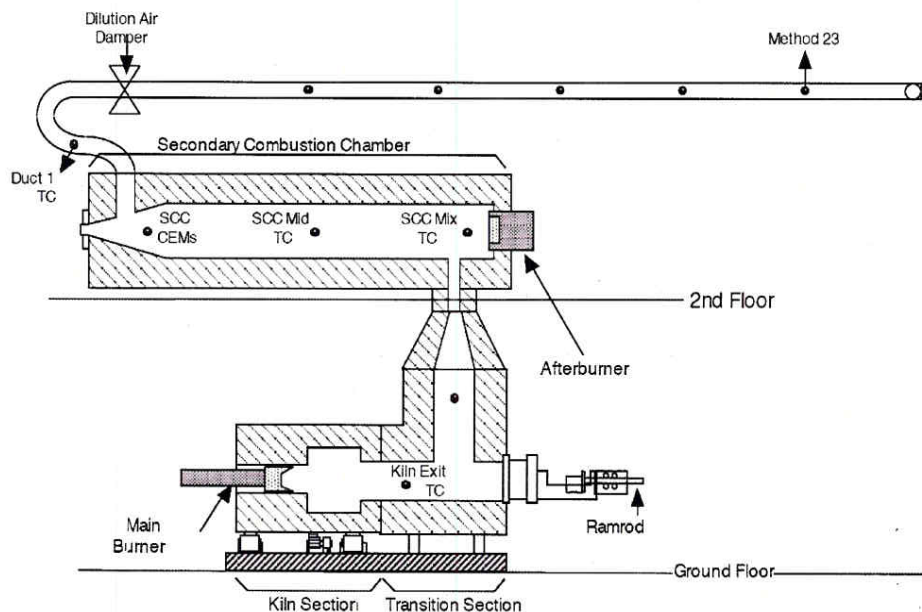 Dilution Air
Damper
Method 23
Secondary Combustion Chamber
Duct 1
TC
SCC
CEMs
SCC Mid
TC
SCC Mix
TC
2nd Floor
Afterburner
Kiln Exit
TC
Main
Burner
Ramrod
Ground Floor
Kiln Section
Transition Section